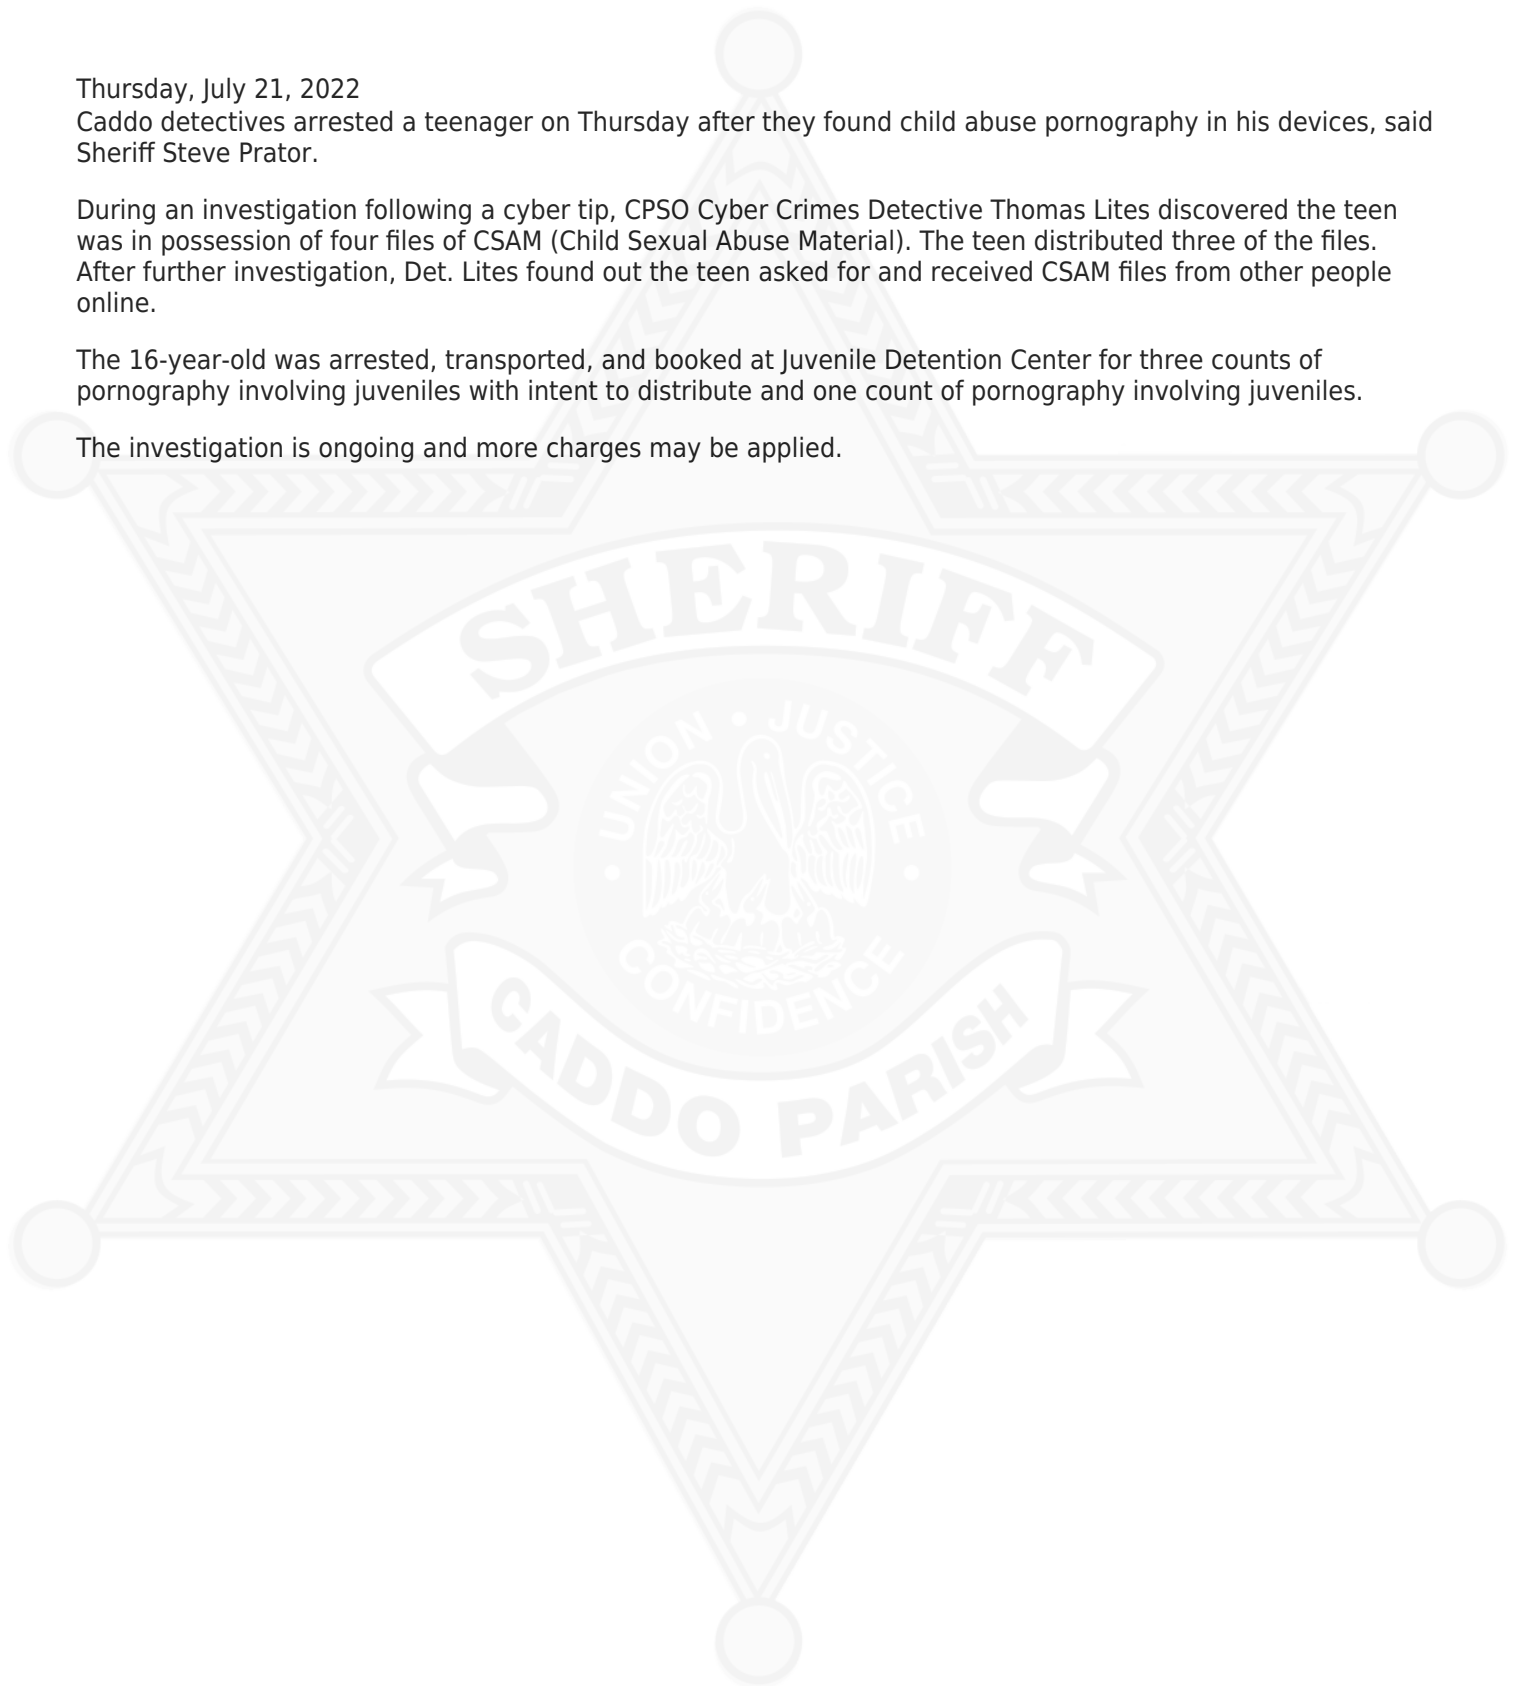 Thursday, July 21, 2022
Caddo detectives arrested a teenager on Thursday after they found child abuse pornography in his devices, said
Sheriff Steve Prator.
During an investigation following a cyber tip, CPSO Cyber Crimes Detective Thomas Lites discovered the teen
was in possession of four files of CSAM (Child Sexual Abuse Material). The teen distributed three of the files.
After further investigation, Det. Lites found out the teen asked for and received CSAM files from other people
online.
The 16-year-old was arrested, transported, and booked at Juvenile Detention Center for three counts of
pornography involving juveniles with intent to distribute and one count of pornography involving juveniles.
The investigation is ongoing and more charges may be applied.
SHERIFF
UNION • JUSTICE
• CONFIDENCE •
CADDO PARISH